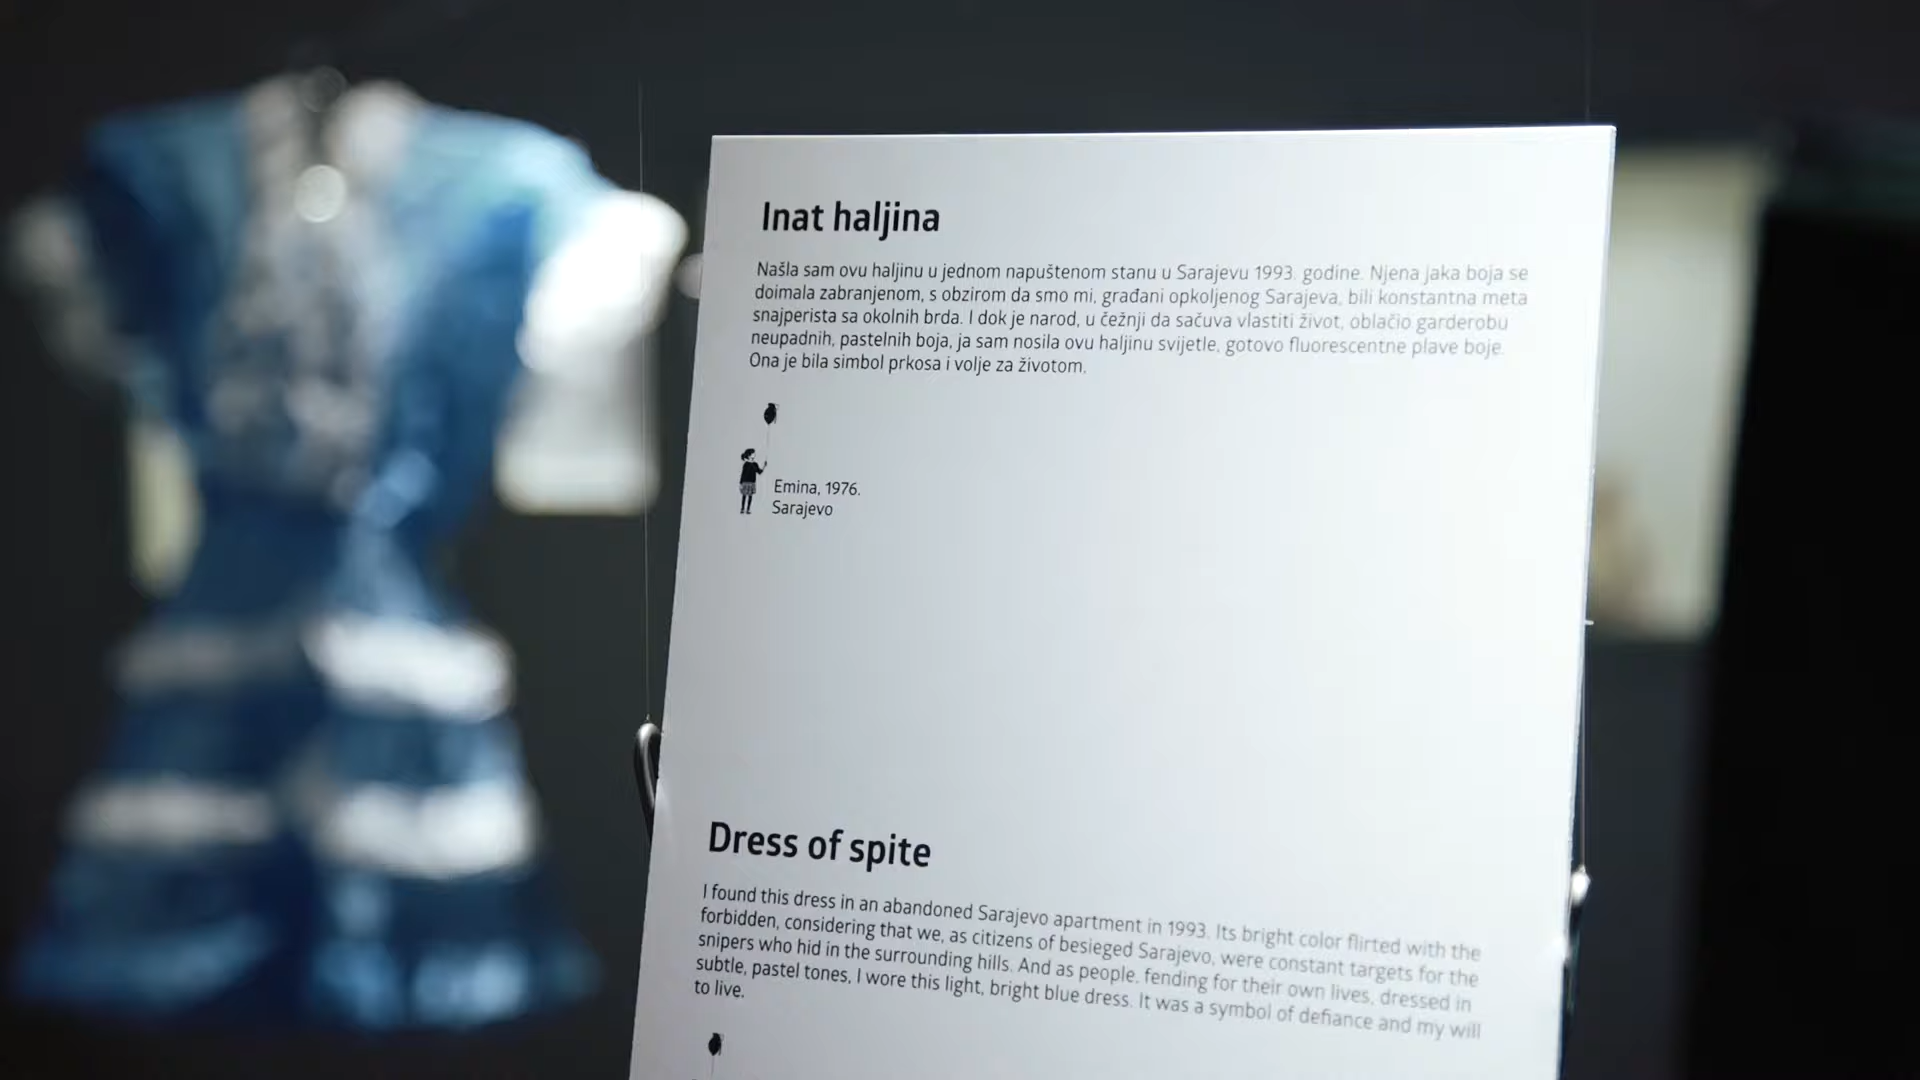 Inat haljina
Našla sam ovu haljinu u jednom napuštenom stanu u Sarajevu 1993. godine. Njena jaka boja se
doimala zabranjenom, s obzirom da smo mi, građani opkoljenog Sarajeva, bili konstantna meta
snajperista sa okolnih brda. I dok je narod, u čežnji da sačuva vlastiti život, oblačio garderobu
neupadnih, pastelnih boja, ja sam nosila ovu haljinu svijetle, gotovo fluorescentne plave boje.
Ona je bila simbol prkosa i volje za životom.
Emina, 1976.
Sarajevo
Dress of spite
I found this dress in an abandoned Sarajevo apartment in 1993. Its bright color flirted with the
forbidden, considering that we, as citizens of besieged Sarajevo, were constant targets for the
snipers who hid in the surrounding hills. And as people, fending for their own lives, dressed in
subtle, pastel tones, I wore this light, bright blue dress. It was a symbol of defiance and my will
to live.